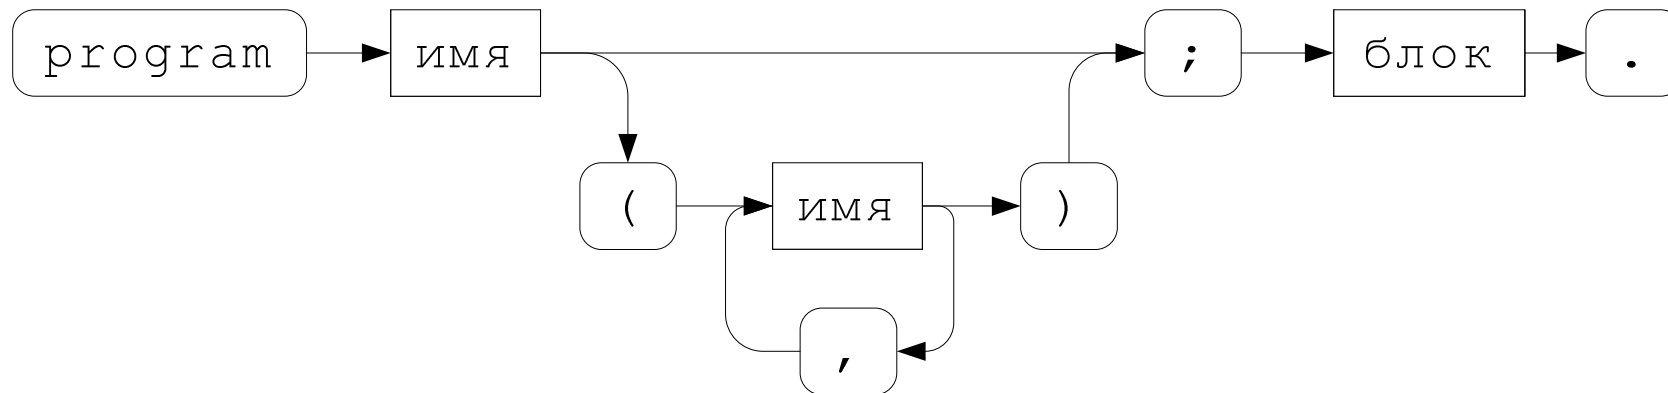 program имя ; блок .
( имя )
,